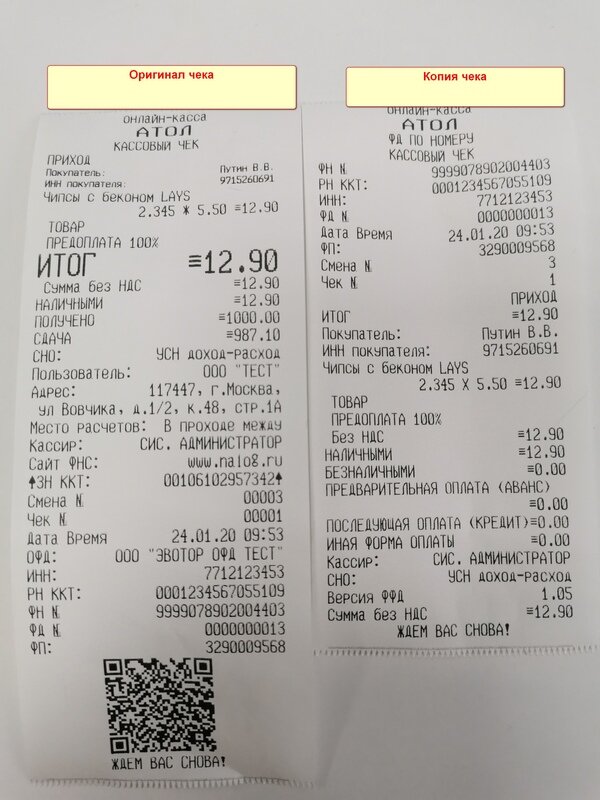 Оригинал чека
ОНЛАЙН-КАССА
АТОЛ
КАССОВЫЙ ЧЕК
ПРИХОД
Покупатель: Путин В.В.
ИНН покупателя: 9715260691
Чипсы с беконом LAYS
2.345 * 5.50 ≡12.90
ТОВАР
ПРЕДОПЛАТА 100%
ИТОГ ≡12.90
Сумма без НДС ≡12.90
НАЛИЧНЫМИ ≡12.90
ПОЛУЧЕНО ≡1000.00
СДАЧА ≡987.10
СНО: УСН доход-расход
Пользователь: ООО "ТЕСТ"
Адрес: 117447, г.Москва,
ул Вовчика, д.1/2, к.48, стр.1А
Место расчетов: В проходе между
Кассир: СИС. АДМИНИСТРАТОР
Сайт ФНС: www.nalog.ru
↑ЗН ККТ: 00106102957342↑
Смена № 00003
Чек № 00001
Дата Время 24.01.20 09:53
ОФД: ООО "ЭВОТОР ОФД ТЕСТ"
ИНН: 7712123453
РН ККТ: 0001234567055109
ФН № 9999078902004403
ФД № 0000000013
ФП: 3290009568
ЖДЕМ ВАС СНОВА!
Копия чека
ОНЛАЙН-КАССА
АТОЛ
ФД ПО НОМЕРУ
КАССОВЫЙ ЧЕК
ФН № 9999078902004403
РН ККТ: 0001234567055109
ИНН: 7712123453
ФД № 0000000013
Дата Время 24.01.20 09:53
ФП: 3290009568
Смена № 3
Чек № 1
ПРИХОД
ИТОГ ≡12.90
Покупатель: Путин В.В.
ИНН покупателя: 9715260691
Чипсы с беконом LAYS
2.345 X 5.50 ≡12.90
ТОВАР
ПРЕДОПЛАТА 100%
Без НДС ≡12.90
НАЛИЧНЫМИ ≡12.90
БЕЗНАЛИЧНЫМИ ≡0.00
ПРЕДВАРИТЕЛЬНАЯ ОПЛАТА (АВАНС)
≡0.00
ПОСЛЕДУЮЩАЯ ОПЛАТА (КРЕДИТ)≡0.00
ИНАЯ ФОРМА ОПЛАТЫ ≡0.00
Кассир: СИС. АДМИНИСТРАТОР
СНО: УСН доход-расход
Версия ФФД 1.05
Сумма без НДС ≡12.90
ЖДЕМ ВАС СНОВА!